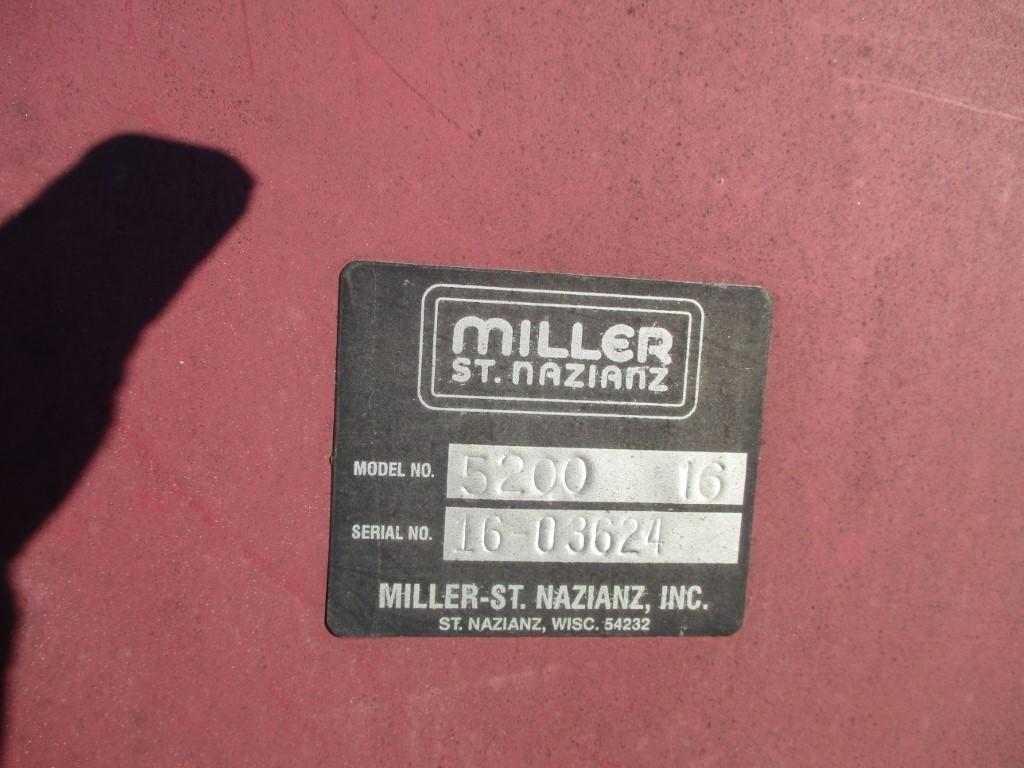 MILLER
ST. NAZIANZ
MODEL NO. 5200 16
SERIAL NO. 16-03624
MILLER-ST. NAZIANZ, INC.
ST. NAZIANZ, WISC. 54232